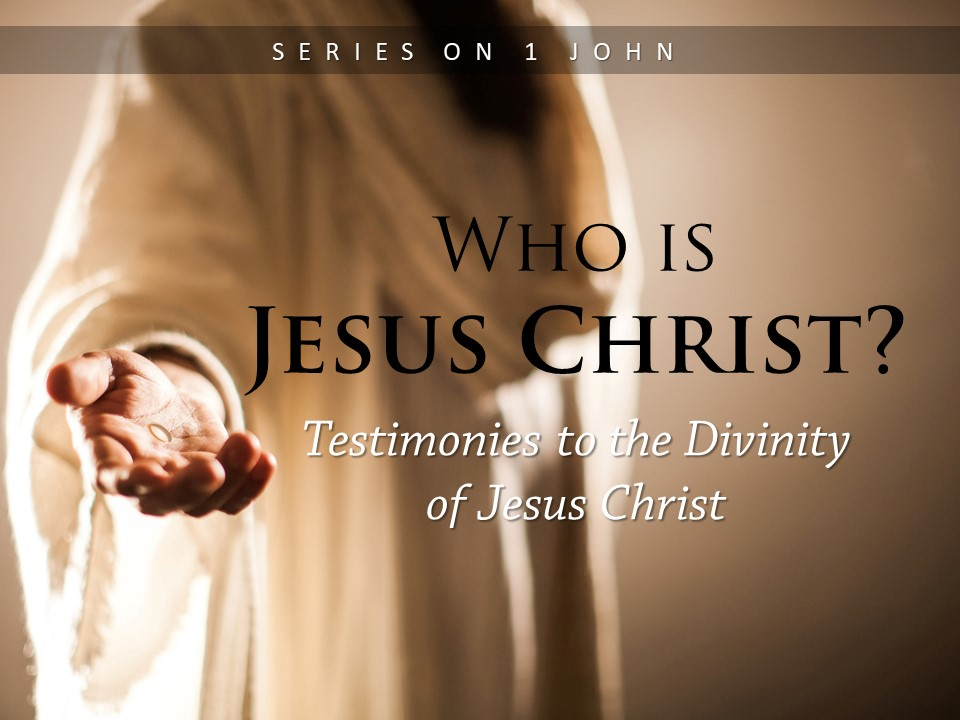 SERIES ON 1 JOHN
WHO IS
JESUS CHRIST?
Testimonies to the Divinity
of Jesus Christ